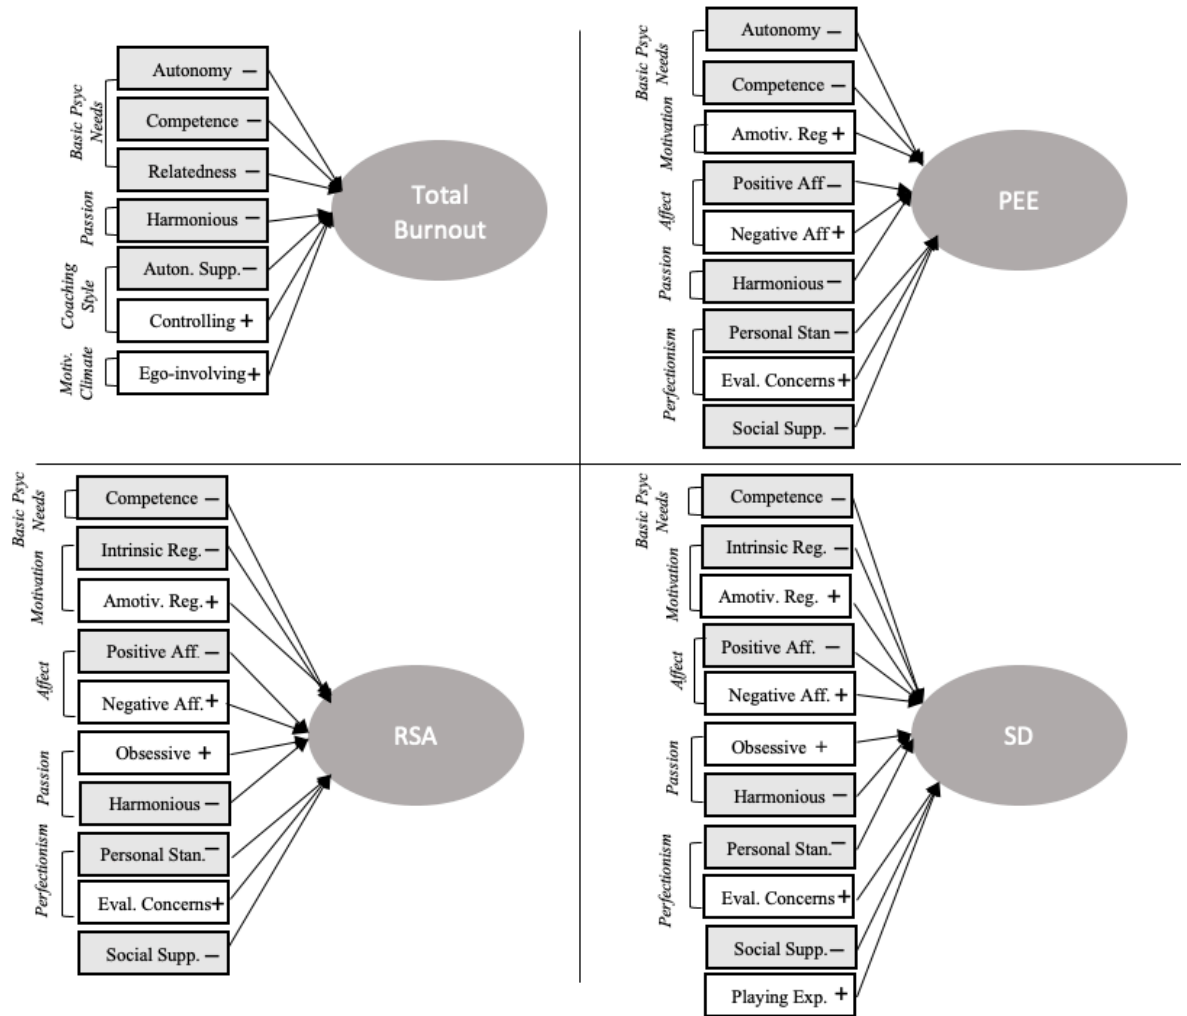 Basic Psyc
Needs
Autonomy −
Competence −
Relatedness −
Passion
Harmonious −
Coaching
Style
Auton. Supp. −
Controlling +
Motiv.
Climate
Ego-involving +
Total
Burnout
Basic Psyc
Needs
Autonomy −
Competence −
Motivation
Amotiv. Reg +
Affect
Positive Aff −
Negative Aff +
Passion
Harmonious −
Perfectionism
Personal Stan −
Eval. Concerns +
Social Supp. −
PEE
Basic Psyc
Needs
Competence −
Motivation
Intrinsic Reg. −
Amotiv. Reg. +
Affect
Positive Aff. −
Negative Aff. +
Passion
Obsessive +
Harmonious −
Perfectionism
Personal Stan. −
Eval. Concerns +
Social Supp. −
RSA
Basic Psyc
Needs
Competence −
Motivation
Intrinsic Reg. −
Amotiv. Reg. +
Affect
Positive Aff. −
Negative Aff. +
Passion
Obsessive +
Harmonious −
Perfectionism
Personal Stan. −
Eval. Concerns +
Social Supp. −
Playing Exp. +
SD